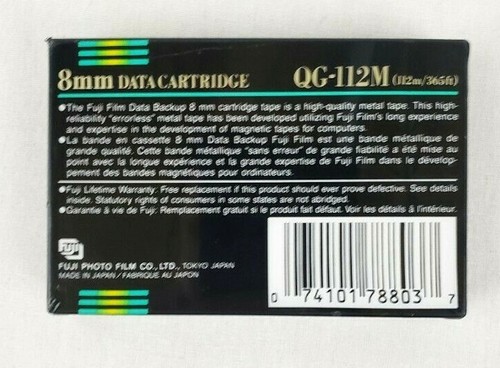 8mm DATA CARTRIDGE QG-112M (112m/365ft)
●The Fuji Film Data Backup 8 mm cartridge tape is a high-quality metal tape. This high-
reliability "errorless" metal tape has been developed utilizing Fuji Film's long experience
and expertise in the development of magnetic tapes for computers.
●La bande en cassette 8 mm Data Backup Fuji Film est une bande métallique de
grande qualité. Cette bande métallique "sans erreur" de grande fiabilité a été mise au
point avec la longue expérience et la grande expertise de Fuji Film dans le dévelop-
pement des bandes magnétiques pour ordinateurs.
●Fuji Lifetime Warranty. Free replacement if this product should ever prove defective. See details
inside. Statutory rights of consumers in some states are not abridged.
●Garantie à vie de Fuji. Remplacement gratuit si le produit fait défaut. Voir les détails à l'intérieur.
FUJI
FUJI PHOTO FILM CO., LTD., TOKYO JAPAN
MADE IN JAPAN / FABRIQUE AU JAPON
0 74101 78803 7